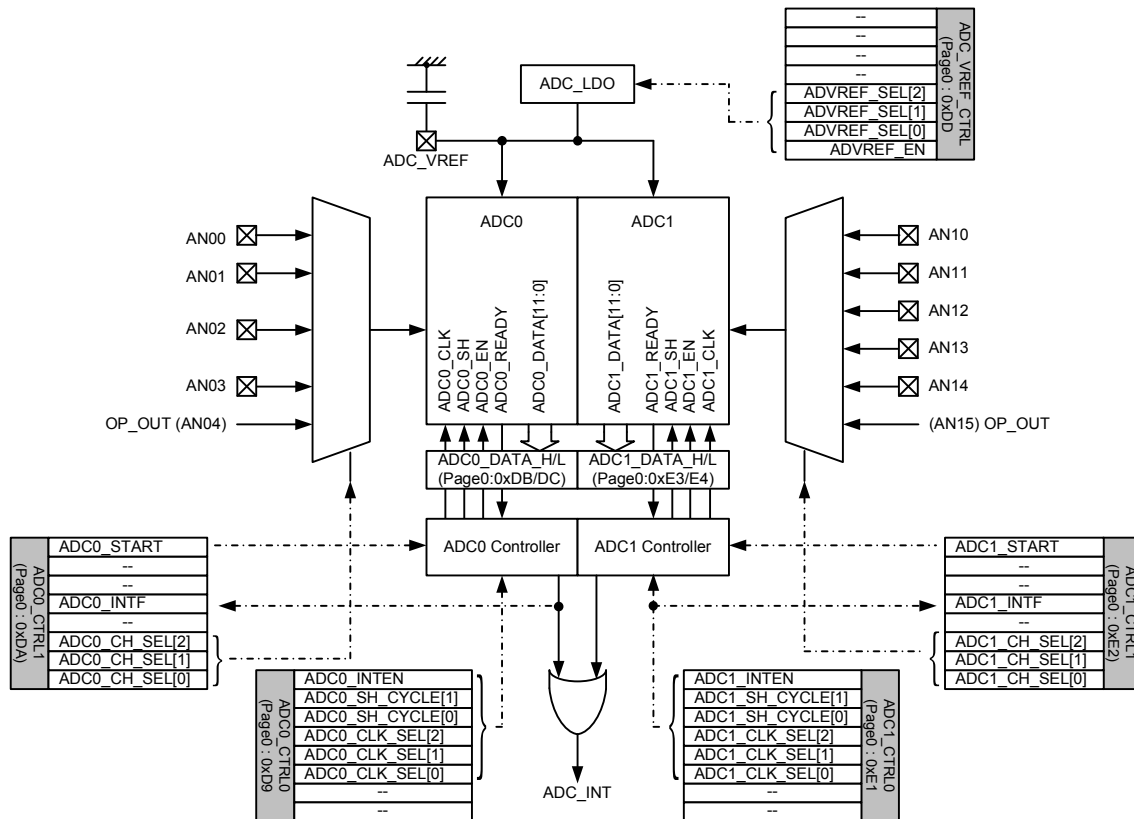 --
--
--
--
ADVREF_SEL[2]
ADVREF_SEL[1]
ADVREF_SEL[0]
ADVREF_EN
ADC_VREF_CTRL
(Page0 : 0xDD)
ADC_LDO
ADC_VREF
ADC0
ADC1
AN00
AN01
AN02
AN03
OP_OUT (AN04)
AN10
AN11
AN12
AN13
AN14
(AN15) OP_OUT
ADC0_CLK
ADC0_SH
ADC0_EN
ADC0_READY
ADC0_DATA[11:0]
ADC1_DATA[11:0]
ADC1_READY
ADC1_SH
ADC1_EN
ADC1_CLK
ADC0_DATA_H/L
(Page0:0xDB/DC)
ADC1_DATA_H/L
(Page0:0xE3/E4)
ADC0 Controller
ADC1 Controller
ADC0_CTRL1
(Page0 : 0xDA)
ADC0_START
--
--
ADC0_INTF
--
ADC0_CH_SEL[2]
ADC0_CH_SEL[1]
ADC0_CH_SEL[0]
ADC1_START
--
--
ADC1_INTF
--
ADC1_CH_SEL[2]
ADC1_CH_SEL[1]
ADC1_CH_SEL[0]
ADC1_CTRL1
(Page0 : 0xE2)
ADC0_CTRL0
(Page0 : 0xD9)
ADC0_INTEN
ADC0_SH_CYCLE[1]
ADC0_SH_CYCLE[0]
ADC0_CLK_SEL[2]
ADC0_CLK_SEL[1]
ADC0_CLK_SEL[0]
--
--
ADC_INT
ADC1_INTEN
ADC1_SH_CYCLE[1]
ADC1_SH_CYCLE[0]
ADC1_CLK_SEL[2]
ADC1_CLK_SEL[1]
ADC1_CLK_SEL[0]
--
--
ADC1_CTRL0
(Page0 : 0xE1